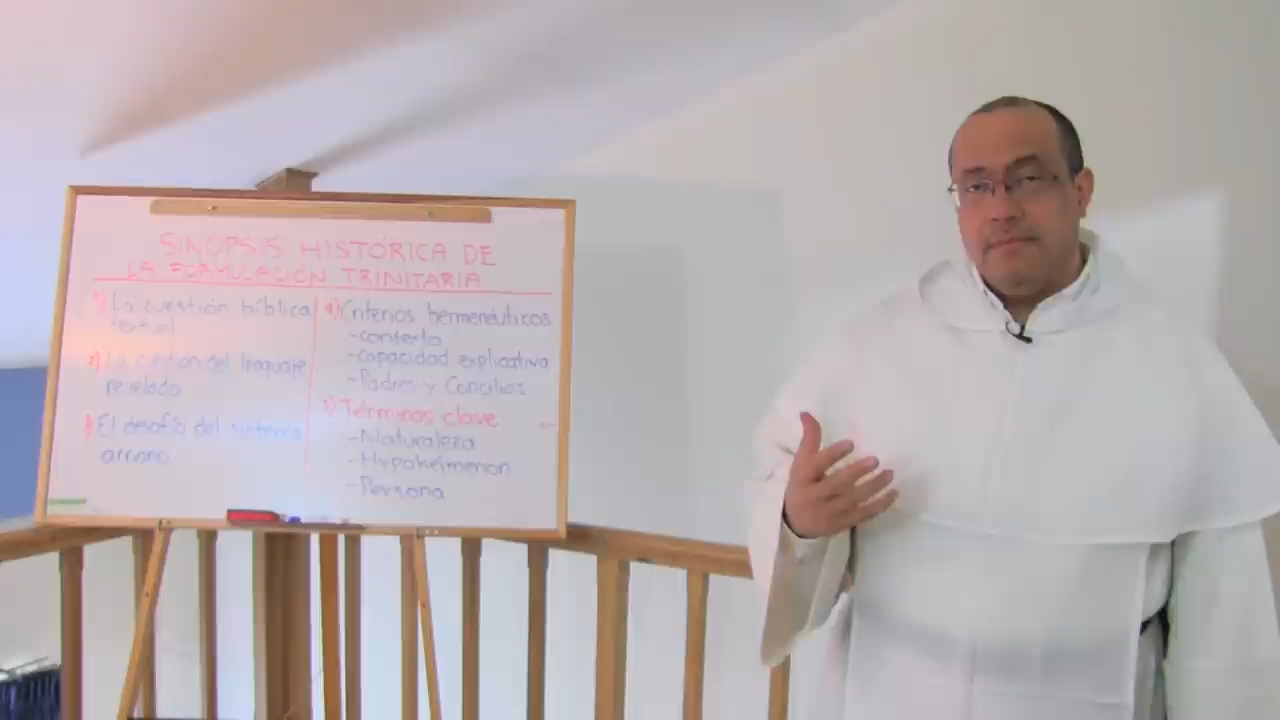 SINOPSIS HISTÓRICA DE
LA FORMULACIÓN TRINITARIA
1) La cuestión bíblica
textual
2) La cuestión del lenguaje
revelado
3) El desafío del sistema
arriano
4) Criterios hermenéuticos
-contexto
-capacidad explicativa
-Padres y Concilios
5) Términos clave
-Naturaleza
-Hypokeímenon
-Persona